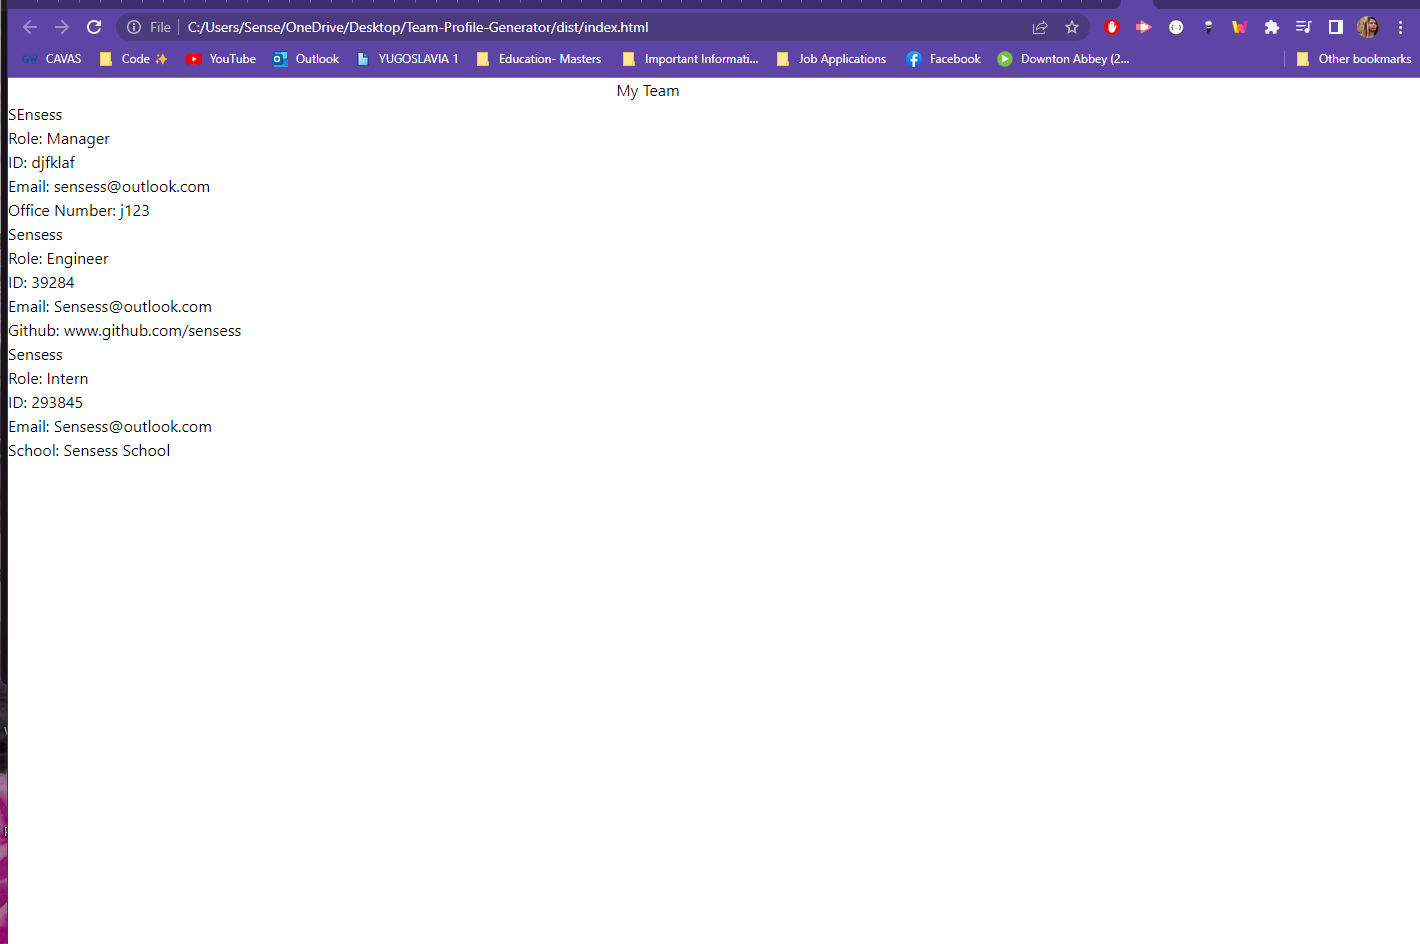 File C:/Users/Sense/OneDrive/Desktop/Team-Profile-Generator/dist/index.html
GW CAVAS Code ✨ YouTube Outlook YUGOSLAVIA 1 Education- Masters Important Informati... Job Applications Facebook Downton Abbey (2... Other bookmarks
My Team
SEnsess
Role: Manager
ID: djfklaf
Email: sensess@outlook.com
Office Number: j123
Sensess
Role: Engineer
ID: 39284
Email: Sensess@outlook.com
Github: www.github.com/sensess
Sensess
Role: Intern
ID: 293845
Email: Sensess@outlook.com
School: Sensess School